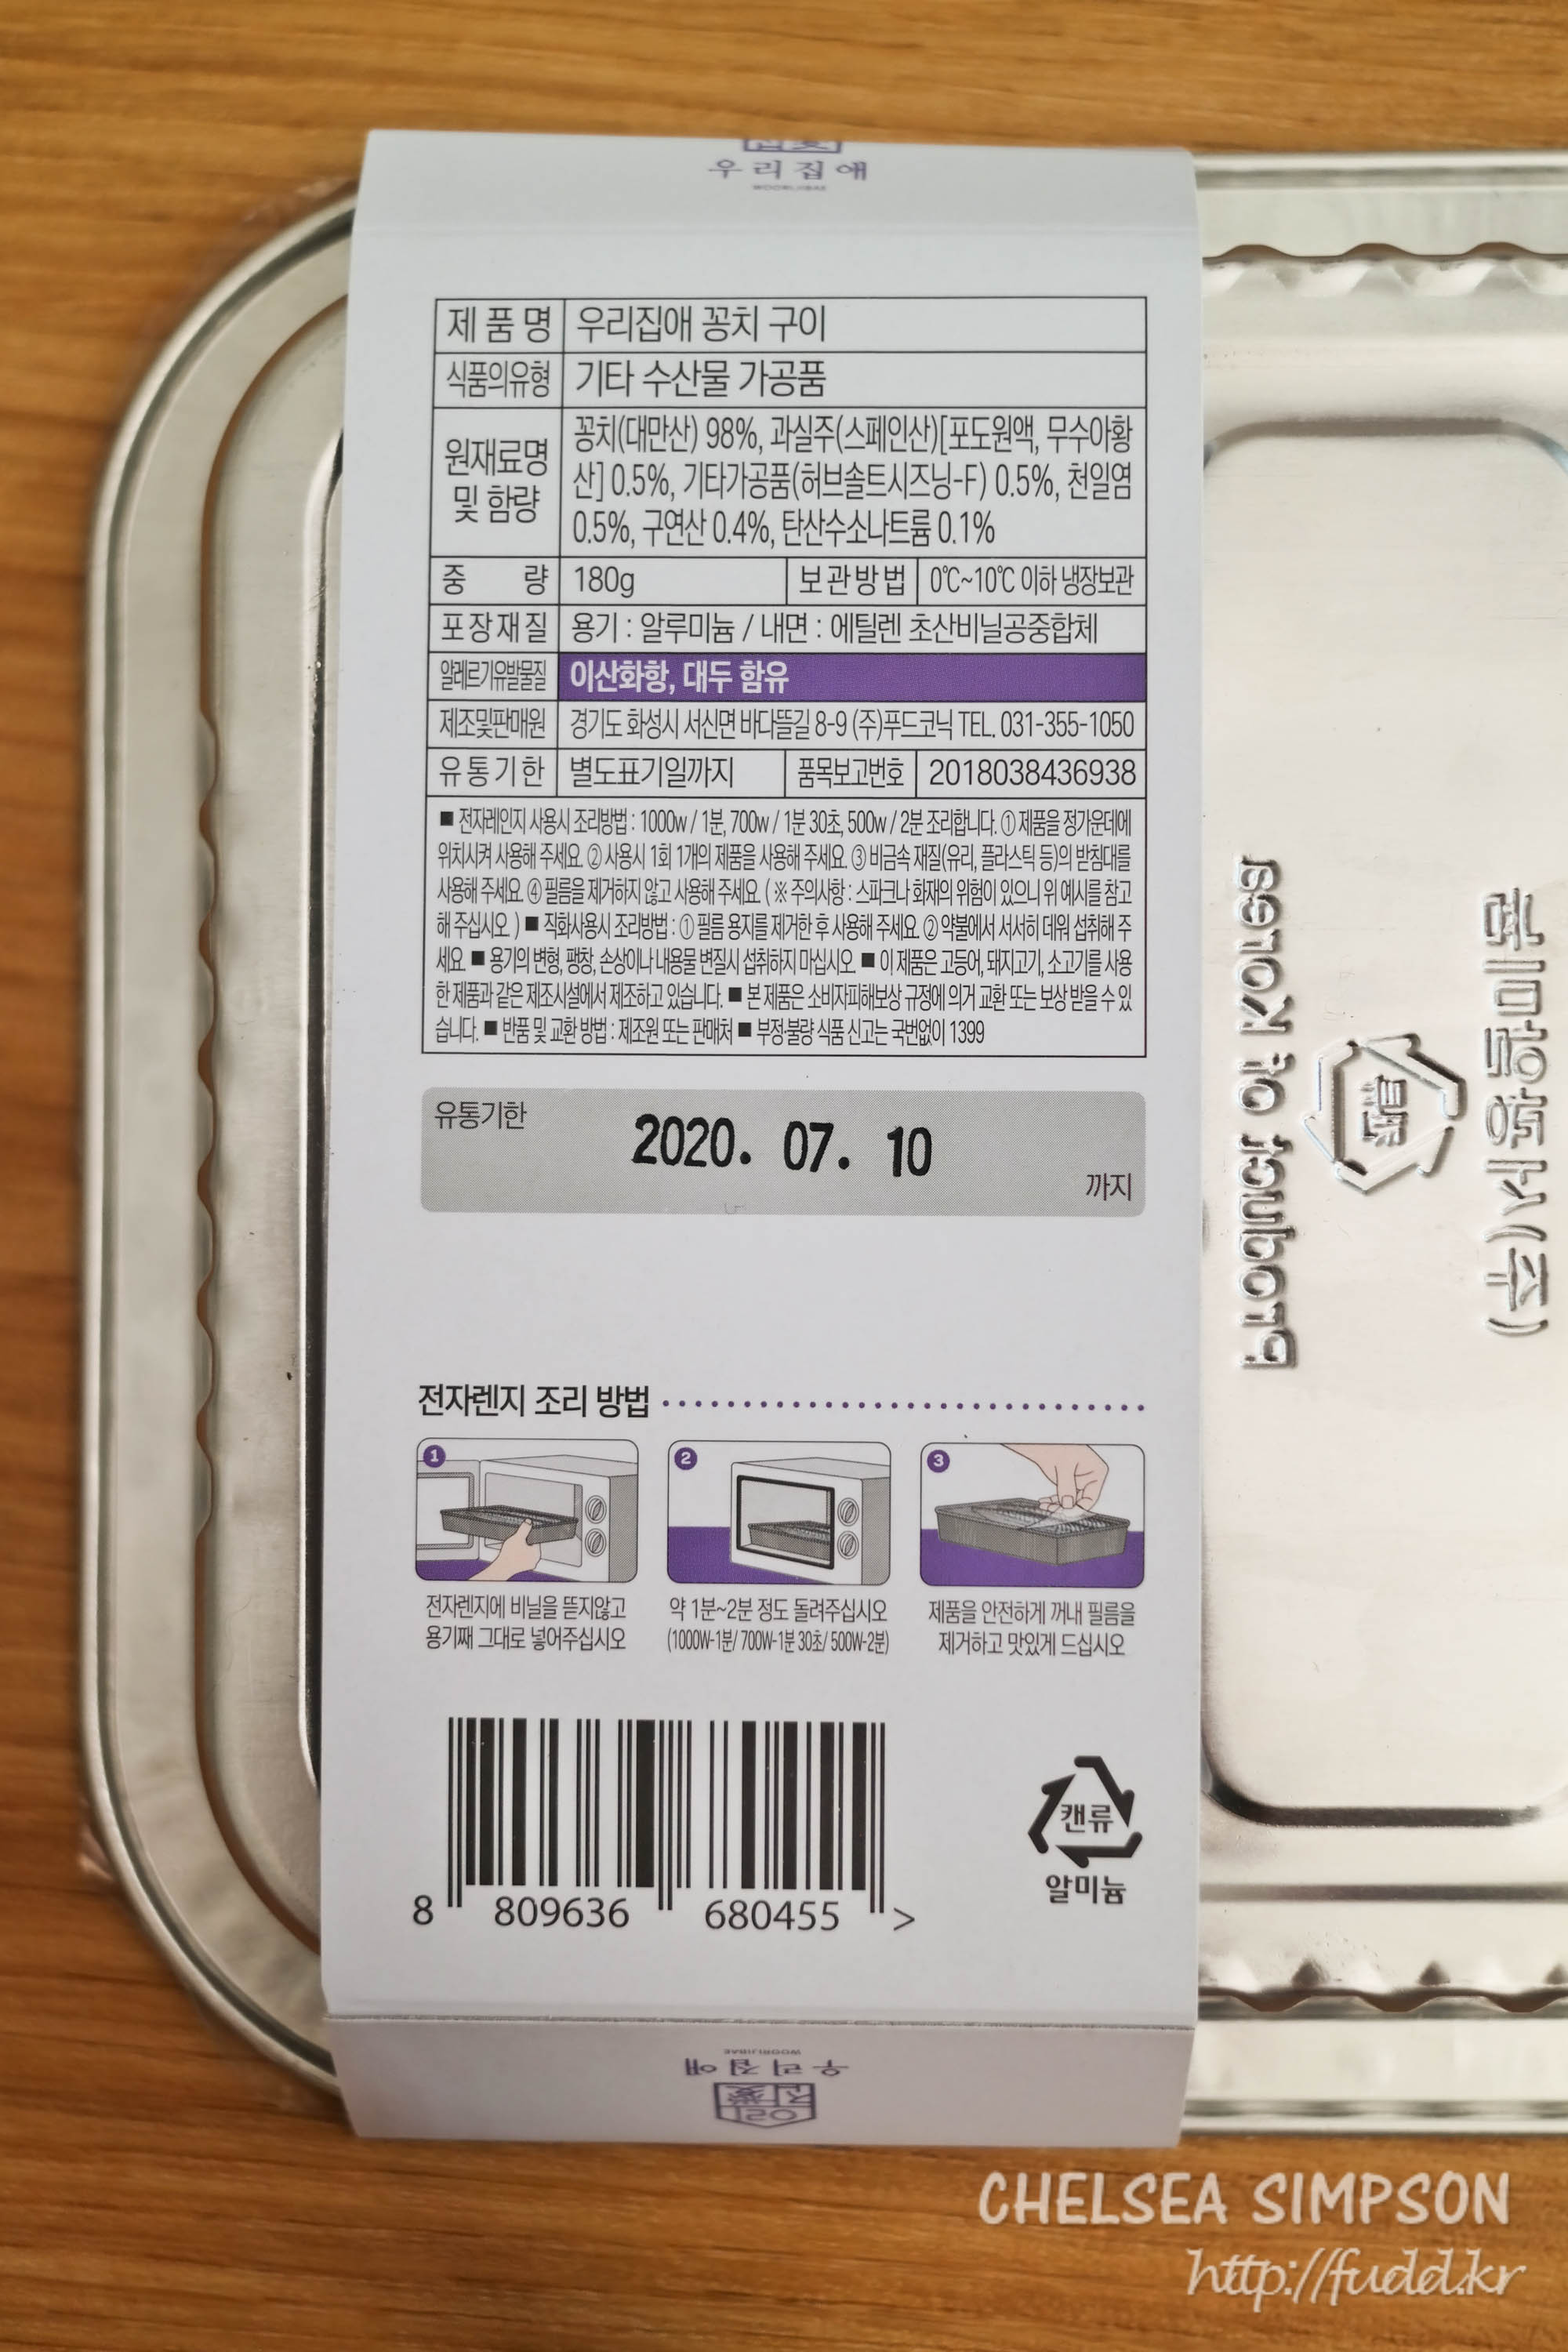 우리집애
WOORIJIBAE
제품명 우리집애 꽁치 구이
식품의유형 기타 수산물 가공품
원재료명 및 함량 꽁치(대만산) 98%, 과실주(스페인산)[포도원액, 무수아황
산] 0.5%, 기타가공품(허브솔트시즈닝-F) 0.5%, 천일염
0.5%, 구연산 0.4%, 탄산수소나트륨 0.1%
중량 180g 보관방법 0℃~10℃ 이하 냉장보관
포장재질 용기 : 알루미늄 / 내면 : 에틸렌 초산비닐공중합체
알레르기유발물질 이산화항, 대두 함유
제조및판매원 경기도 화성시 서신면 바다뜰길 8-9 (주)푸드코닉 TEL. 031-355-1050
유통기한 별도표기일까지 품목보고번호 2018038436938
■ 전자레인지 사용시 조리방법 : 1000w / 1분, 700w / 1분 30초, 500w / 2분 조리합니다. ① 제품을 정가운데에
위치시켜 사용해 주세요. ② 사용시 1회 1개의 제품을 사용해 주세요. ③ 비금속 재질(유리, 플라스틱 등)의 받침대를
사용해 주세요. ④ 필름을 제거하지 않고 사용해 주세요. ( ※ 주의사항 : 스파크나 화재의 위험이 있으니 위 예시를 참고
해 주십시오. ) ■ 직화사용시 조리방법 : ① 필름 용지를 제거한 후 사용해 주세요. ② 약불에서 서서히 데워 섭취해 주
세요. ■ 용기의 변형, 팽창, 손상이나 내용물 변질시 섭취하지 마십시오. ■ 이 제품은 고등어, 돼지고기, 소고기를 사용
한 제품과 같은 제조시설에서 제조하고 있습니다. ■ 본 제품은 소비자피해보상 규정에 의거 교환 또는 보상 받을 수 있
습니다. ■ 반품 및 교환 방법 : 제조원 또는 판매처 ■ 부정·불량 식품 신고는 국번없이 1399
유통기한
2020. 07. 10
까지
전자렌지 조리 방법
1
2
3
전자렌지에 비닐을 뜯지않고
용기째 그대로 넣어주십시오
약 1분~2분 정도 돌려주십시오
(1000W-1분/ 700W-1분 30초/ 500W-2분)
제품을 안전하게 꺼내 필름을
제거하고 맛있게 드십시오
8 809636 680455 >
캔류
알미늄
WOORIJIBAE
우리집애
우리
Product of Korea
(주)서원알미늄
CHELSEA SIMPSON
http://fudd.kr